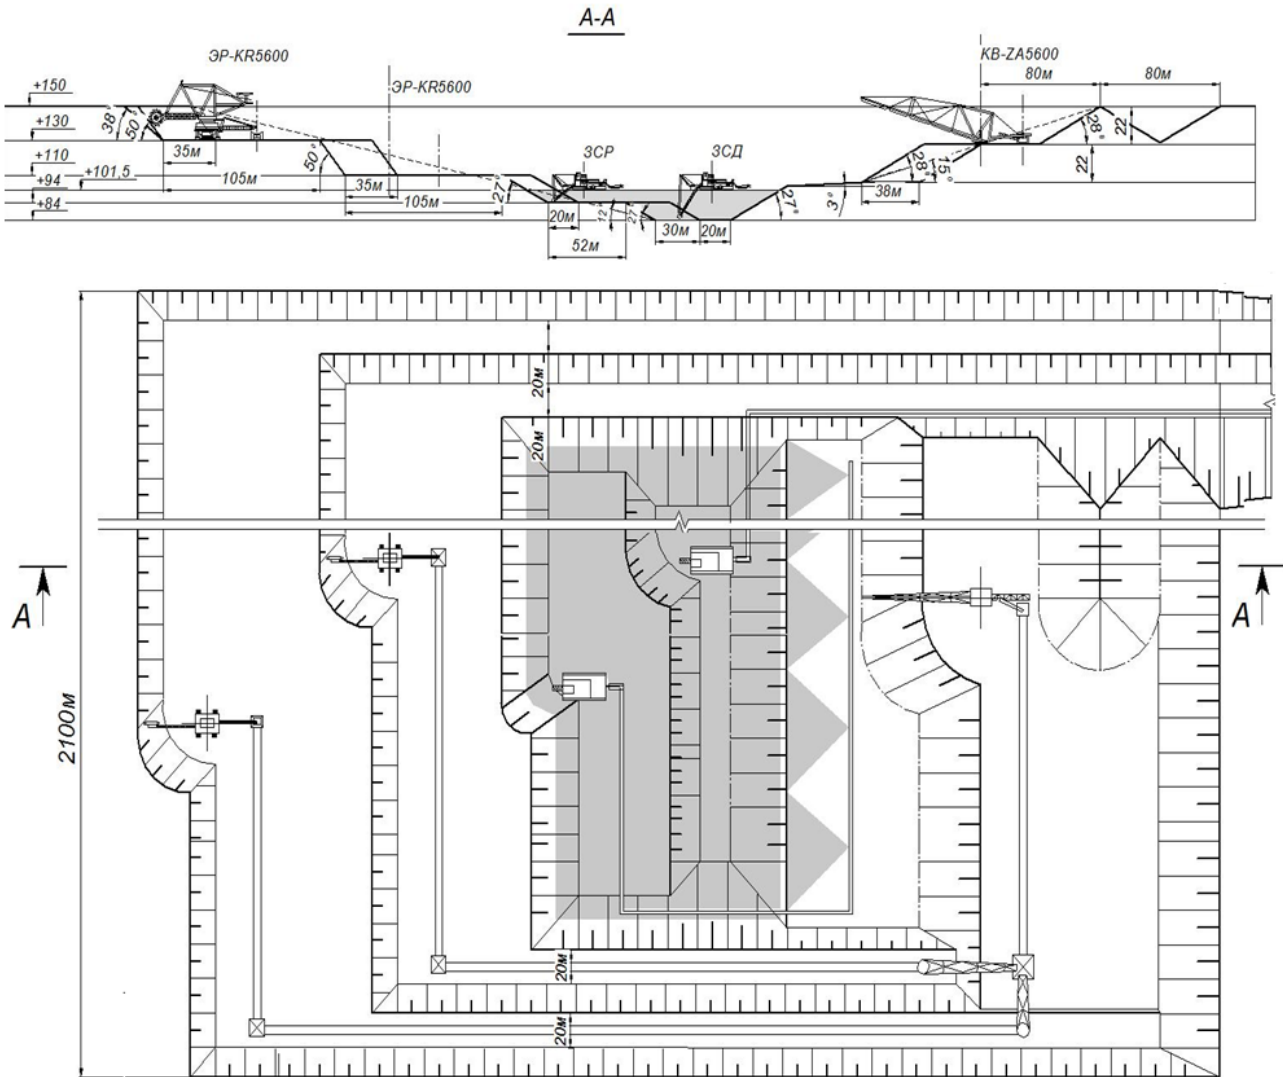 А-А
ЭР-KR5600
ЭР-KR5600
КВ-ZA5600
80м
80м
+150
38°
50°
+130
35м
50°
+110
105м
35м
+101,5
+94
+84
105м
27°
ЗСР
ЗСД
20м
52м
12°
27°
30м
20м
27°
3°
38м
28°
15°
28°
22
22
20м
20м
2100м
А
А
20м
20м